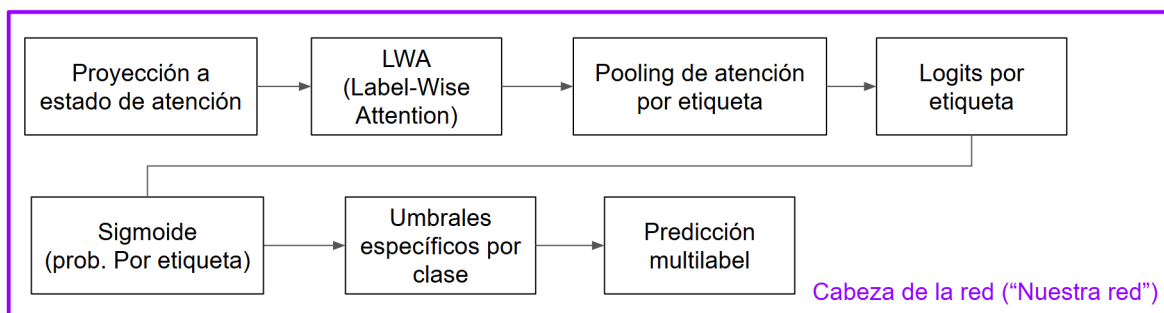 Proyección a
estado de atención
LWA
(Label-Wise
Attention)
Pooling de atención
por etiqueta
Logits por
etiqueta
Sigmoide
(prob. Por etiqueta)
Umbrales
específicos por
clase
Predicción
multilabel
Cabeza de la red (“Nuestra red”)